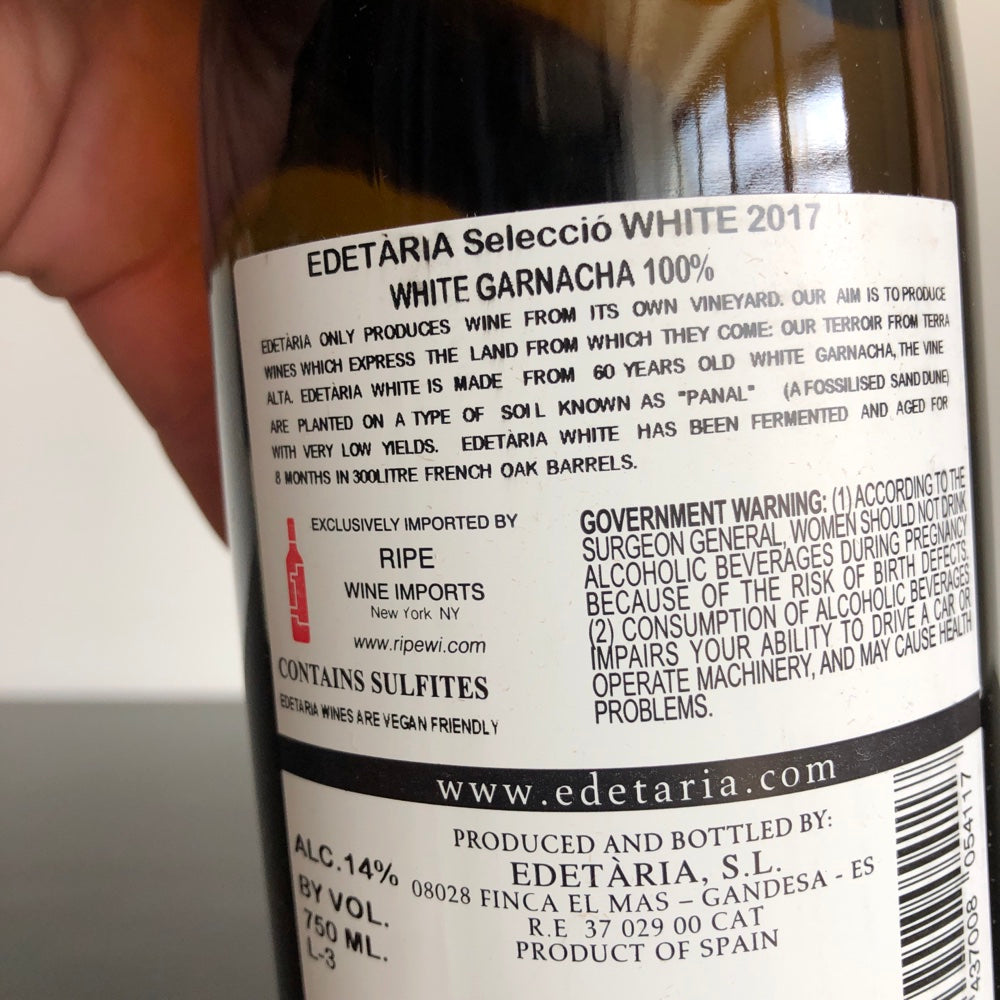 EDETÀRIA Selecció WHITE 2017
WHITE GARNACHA 100%
EDETÀRIA ONLY PRODUCES WINE FROM ITS OWN VINEYARD. OUR AIM IS TO PRODUCE
WINES WHICH EXPRESS THE LAND FROM WHICH THEY COME: OUR TERROIR FROM TERRA
ALTA. EDETÀRIA WHITE IS MADE FROM 60 YEARS OLD WHITE GARNACHA, THE VINE
ARE PLANTED ON A TYPE OF SOIL KNOWN AS "PANAL" (A FOSSILISED SAND DUNE)
WITH VERY LOW YIELDS. EDETÀRIA WHITE HAS BEEN FERMENTED AND AGED FOR
8 MONTHS IN 300LITRE FRENCH OAK BARRELS.
EXCLUSIVELY IMPORTED BY
RIPE
WINE IMPORTS
New York NY
www.ripewi.com
CONTAINS SULFITES
EDETARIA WINES ARE VEGAN FRIENDLY
GOVERNMENT WARNING: (1) ACCORDING TO THE
SURGEON GENERAL, WOMEN SHOULD NOT DRINK
ALCOHOLIC BEVERAGES DURING PREGNANCY
BECAUSE OF THE RISK OF BIRTH DEFECTS.
(2) CONSUMPTION OF ALCOHOLIC BEVERAGES
IMPAIRS YOUR ABILITY TO DRIVE A CAR OR
OPERATE MACHINERY, AND MAY CAUSE HEALTH
PROBLEMS.
www.edetaria.com
ALC.14%
BY VOL.
750 ML.
L-3
PRODUCED AND BOTTLED BY:
EDETÀRIA, S.L.
08028 FINCA EL MAS – GANDESA - ES
R.E 37 029 00 CAT
PRODUCT OF SPAIN
437008 054117